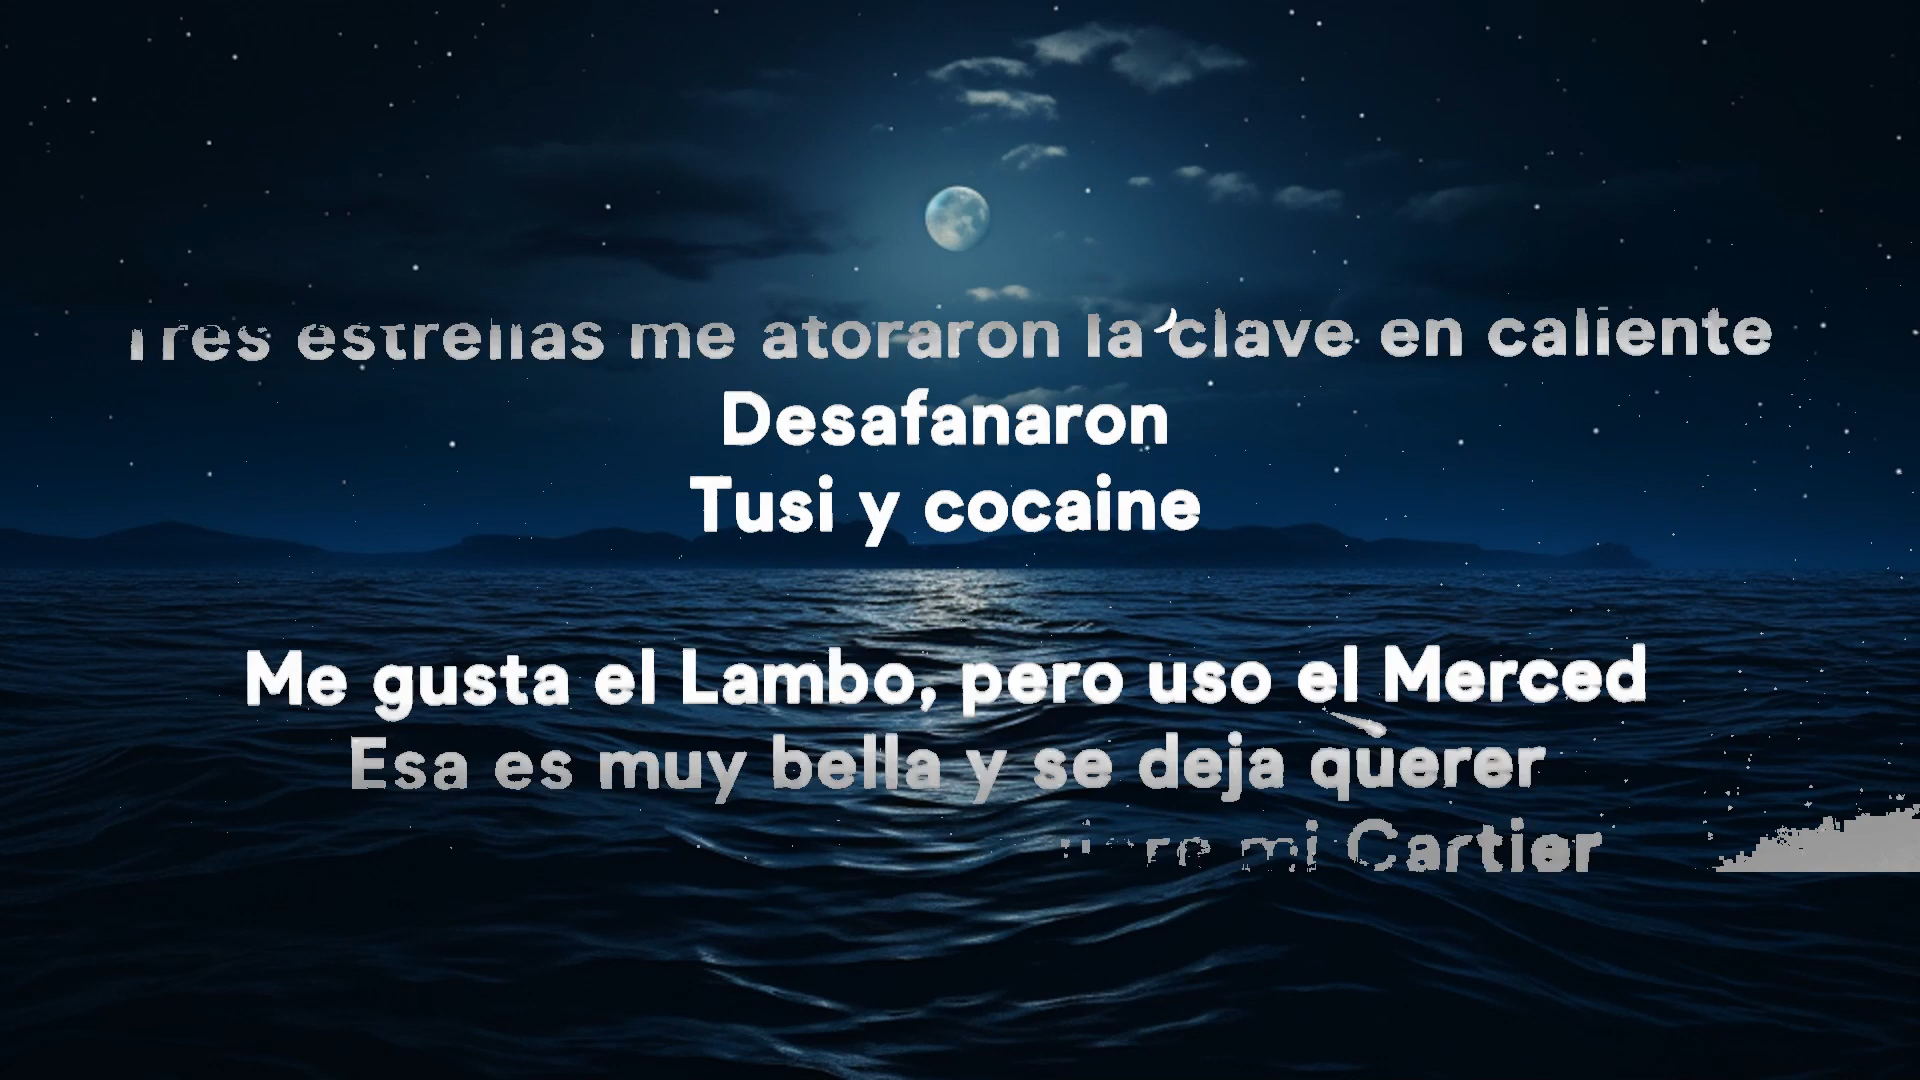 Tres estrellas me atoraron la clave en caliente
Desafanaron
Tusi y cocaine
Me gusta el Lambo, pero uso el Merced
Esa es muy bella y se deja querer
mi Cartier